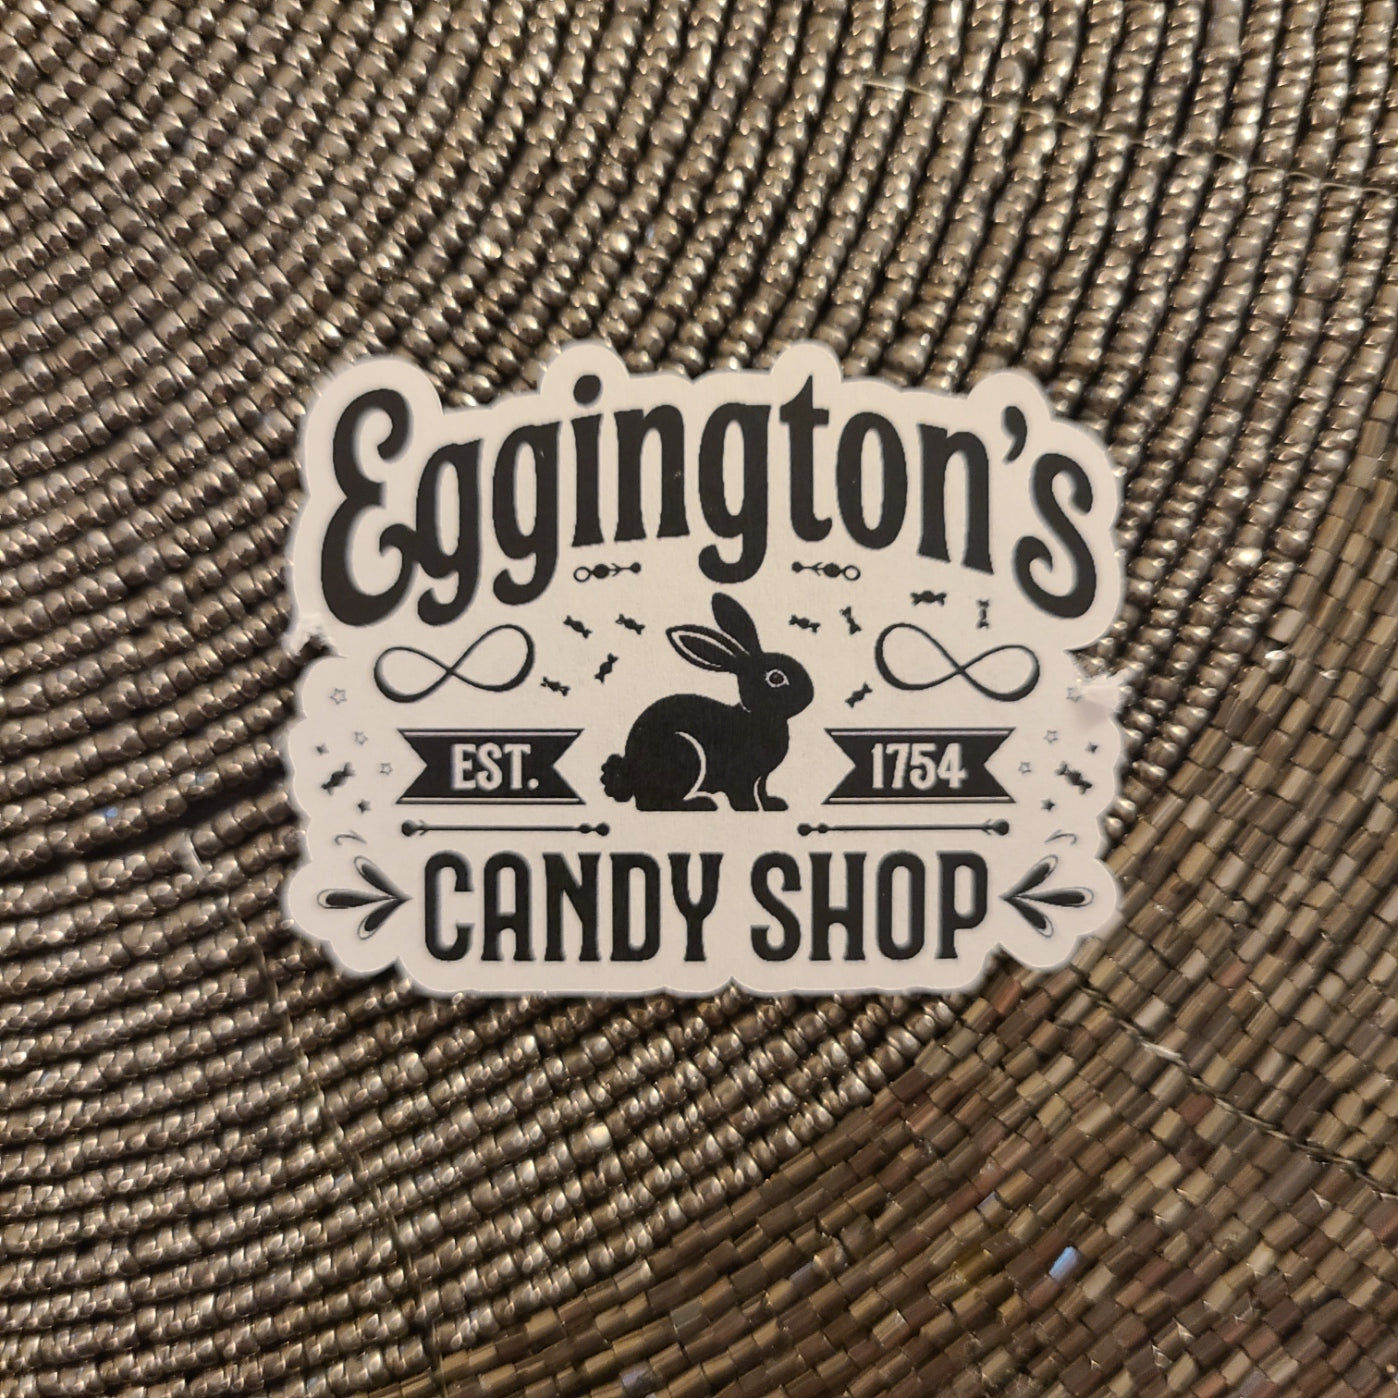 Eggington's
EST. 1754
CANDY SHOP